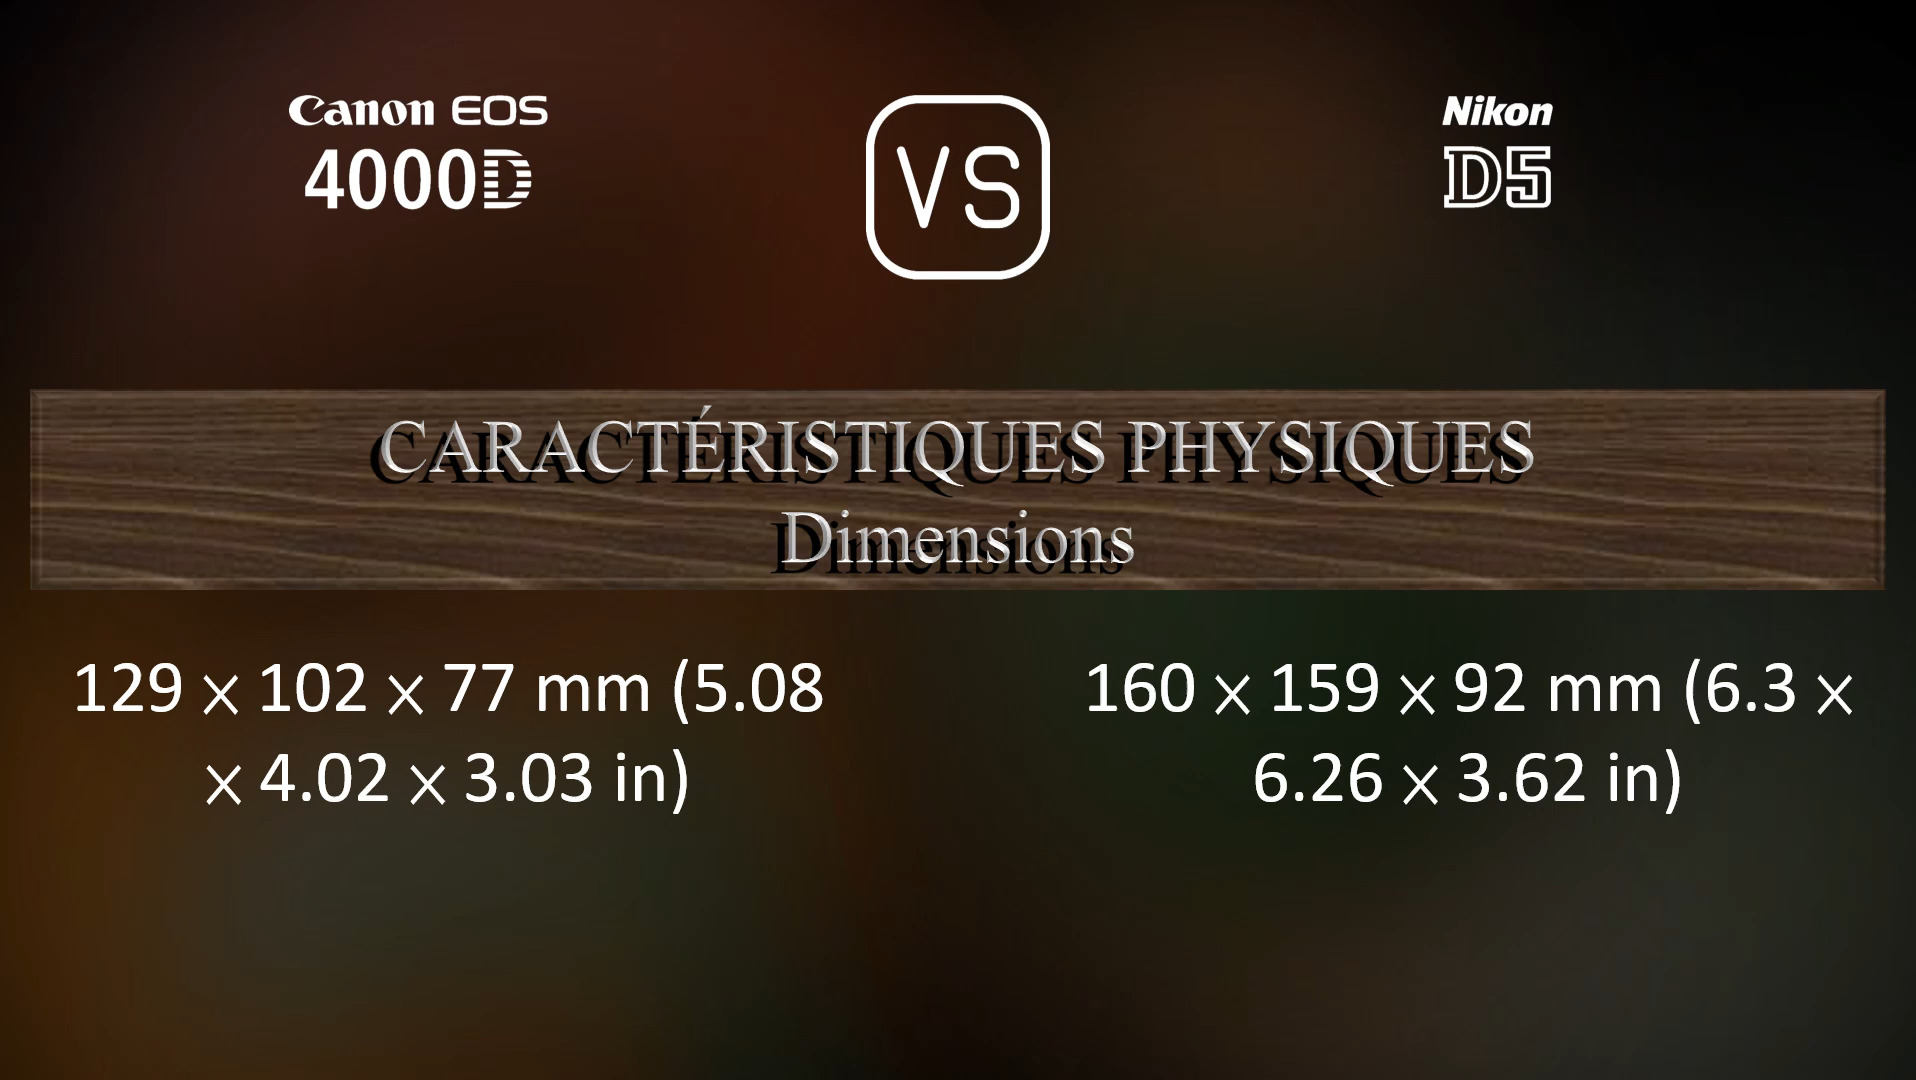 Canon EOS
4000D
VS
Nikon
D5
CARACTÉRISTIQUES PHYSIQUES
Dimensions
129 x 102 x 77 mm (5.08
x 4.02 x 3.03 in)
160 x 159 x 92 mm (6.3 x
6.26 x 3.62 in)